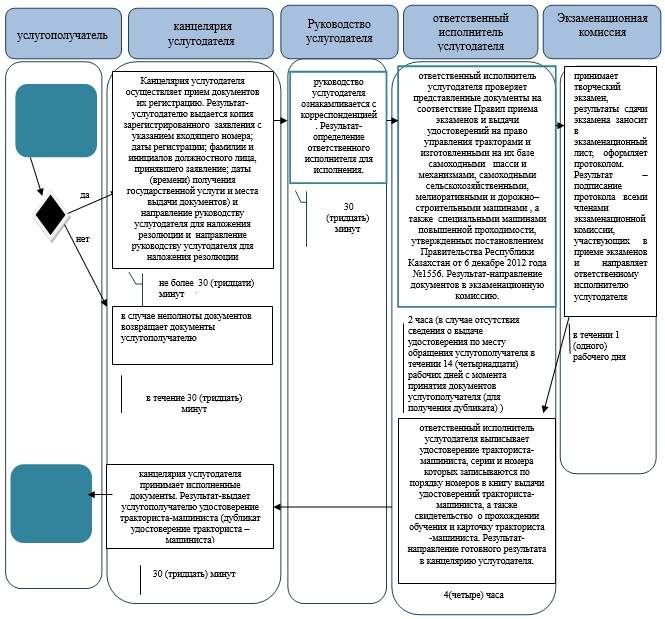 услугополучатель
канцелярия
услугодателя
Руководство
услугодателя
ответственный
исполнитель
услугодателя
Экзаменационная
комиссия
да
нет
Канцелярия услугодателя
осуществляет прием документов
их регистрацию. Результат-
услугодателю выдается копия
зарегистрированного заявления с
указанием входящего номера;
даты регистрации; фамилии и
инициалов должностного лица,
принявшего заявление; даты
(времени) получения
государственной услуги и места
выдачи документов) и
направление руководству
услугодателя для наложения
резолюции и направление
руководству услугодателя для
наложения резолюции
не более 30 (тридцати)
минут
в случае неполноты документов
возвращает документы
услугополучателю
в течение 30 (тридцать)
минут
канцелярия услугодателя
принимает исполненные
документы. Результат-выдает
услугополучателю удостоверение
тракториста-машиниста (дубликат
удостоверение тракториста –
машиниста)
30 (тридцать) минут
руководство
услугодателя
ознакамливается с
корреспонденцией
. Результат-
определение
ответственного
исполнителя для
исполнения.
30
(тридцать)
минут
ответственный исполнитель
услугодателя проверяет
представленные документы на
соответствие Правил приема
экзаменов и выдачи
удостоверений на право
управления тракторами и
изготовленными на их базе
самоходными шасси и
механизмами, самоходными
сельскохозяйственными,
мелиоративными и дорожно–
строительными машинами , а
также специальными машинами
повышенной проходимости,
утвержденных постановлением
Правительства Республики
Казахстан от 6 декабре 2012 года
№1556. Результат-направление
документов в экзаменационную
комиссию.
2 часа (в случае отсутствия
сведения о выдаче
удостоверения по месту
обращения услугополучателя в
течении 14 (четырнадцати)
рабочих дней с момента
принятия документов
услугополучателя (для
получения дубликата) )
ответственный исполнитель
услугодателя выписывает
удостоверение тракториста-
машиниста, серии и номера
которых записываются по
порядку номеров в книгу выдачи
удостоверений тракториста-
машиниста, а также
свидетельство о прохождении
обучения и карточку тракториста
-машиниста. Результат-
направление готового результата
в канцелярию услугодателя.
4(четыре) часа
принимает
творческий
экзамен,
результаты сдачи
экзамена заносит
в
экзаменационный
лист, оформляет
протоколом.
Результат –
подписание
протокола всеми
членами
экзаменационной
комиссии,
участвующих в
приеме экзаменов
и направляет
ответственному
исполнителю
услугодателя
в течении 1
(одного)
рабочего дня